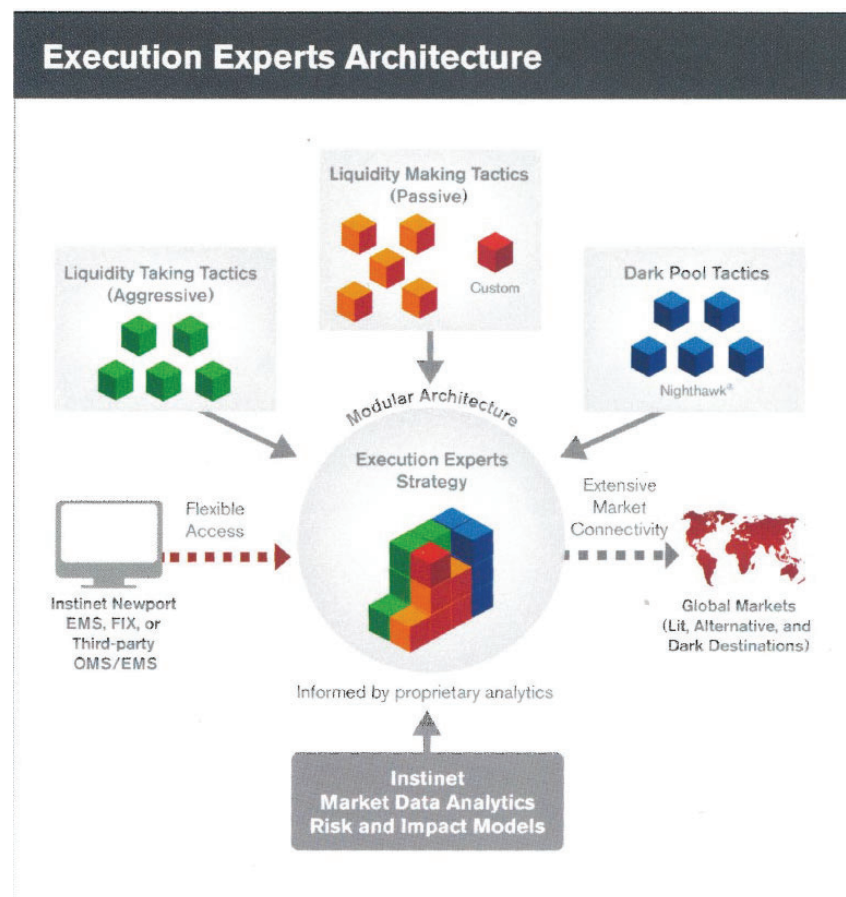 Execution Experts Architecture
Liquidity Making Tactics
(Passive)
Custom
Liquidity Taking Tactics
(Aggressive)
Dark Pool Tactics
Nighthawk®
Modular Architecture
Execution Experts
Strategy
Flexible
Access
Extensive
Market
Connectivity
Instinet Newport
EMS, FIX, or
Third-party
OMS/EMS
Global Markets
(Lit, Alternative, and
Dark Destinations)
Informed by proprietary analytics
Instinet
Market Data Analytics
Risk and Impact Models